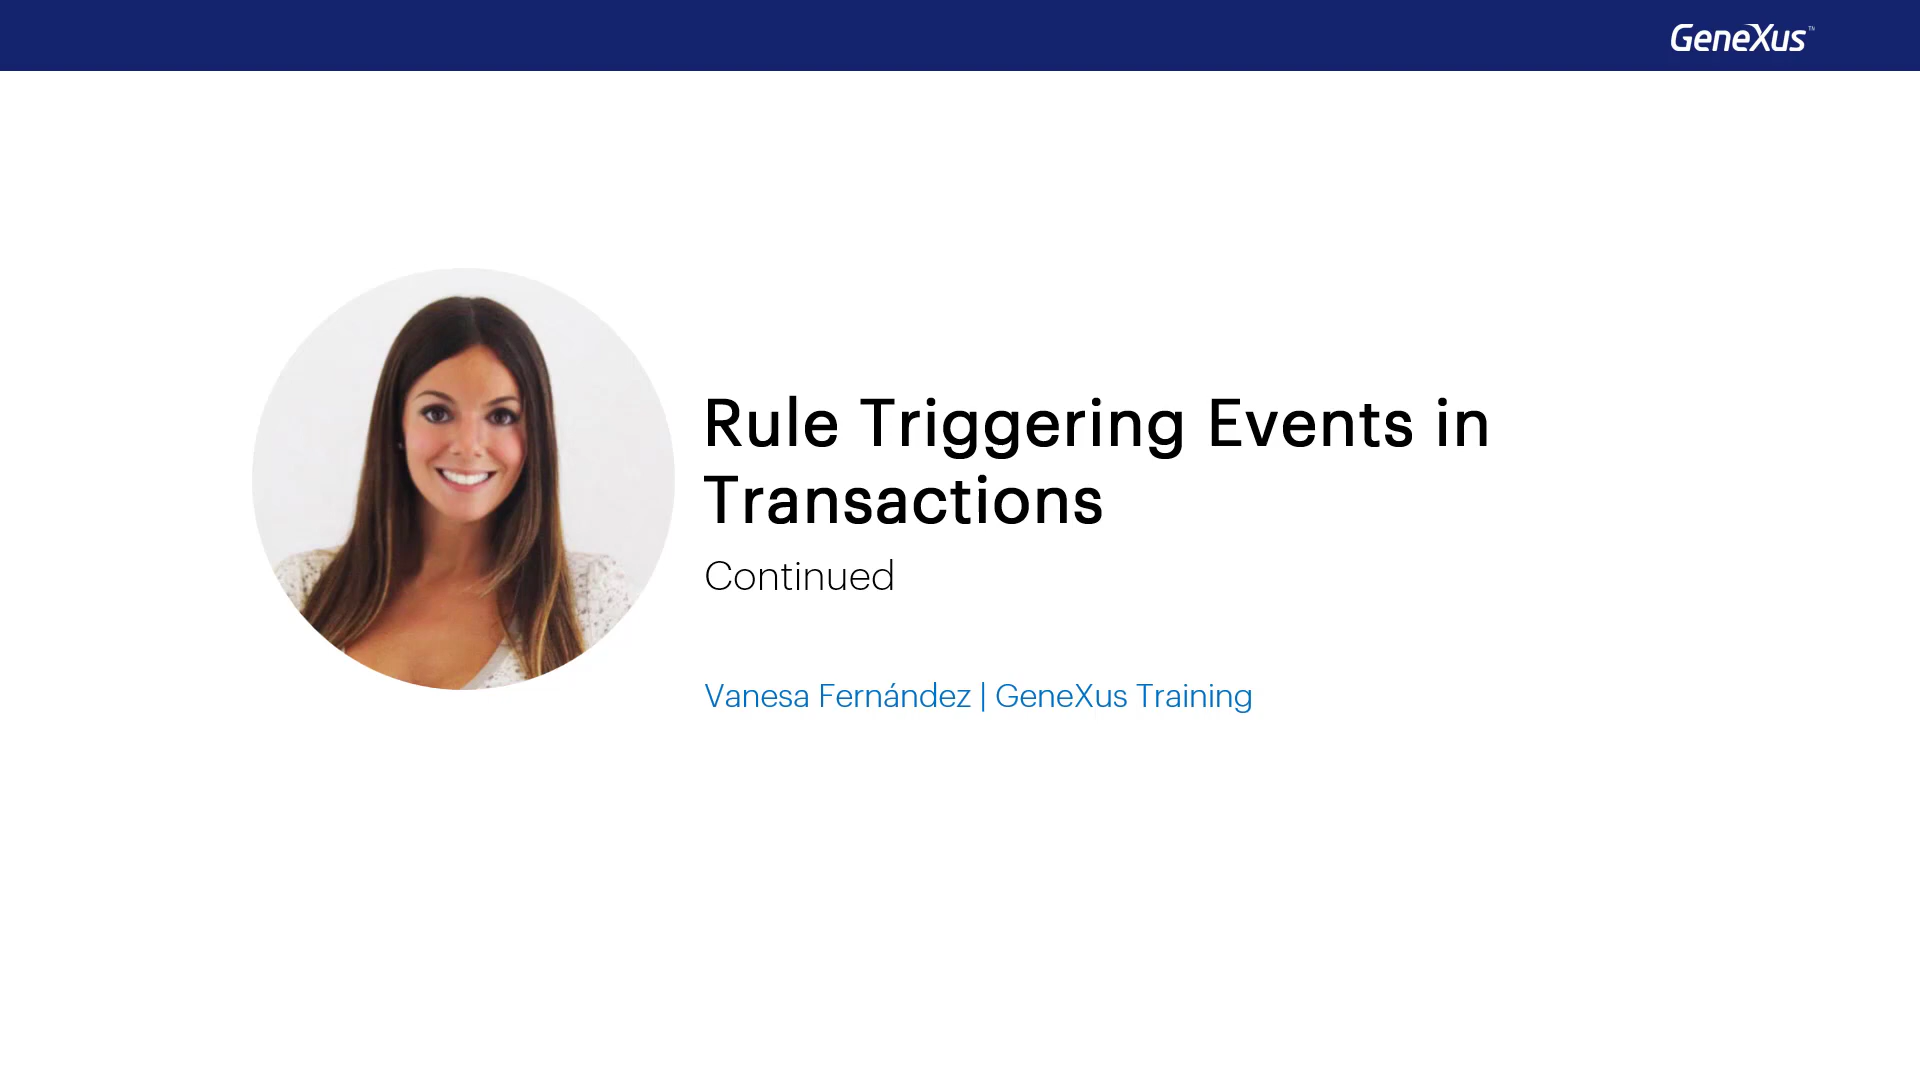 GeneXus™
Rule Triggering Events in
Transactions
Continued
Vanesa Fernández | GeneXus Training